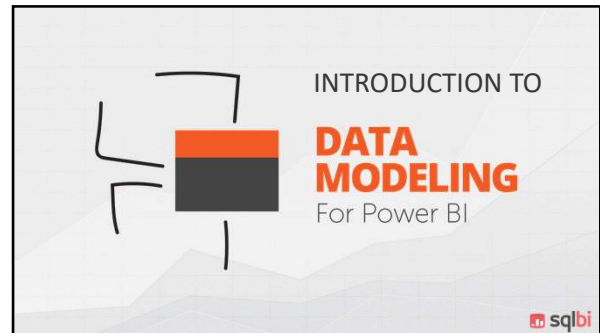 INTRODUCTION TO
DATA
MODELING
For Power BI
sqlbi